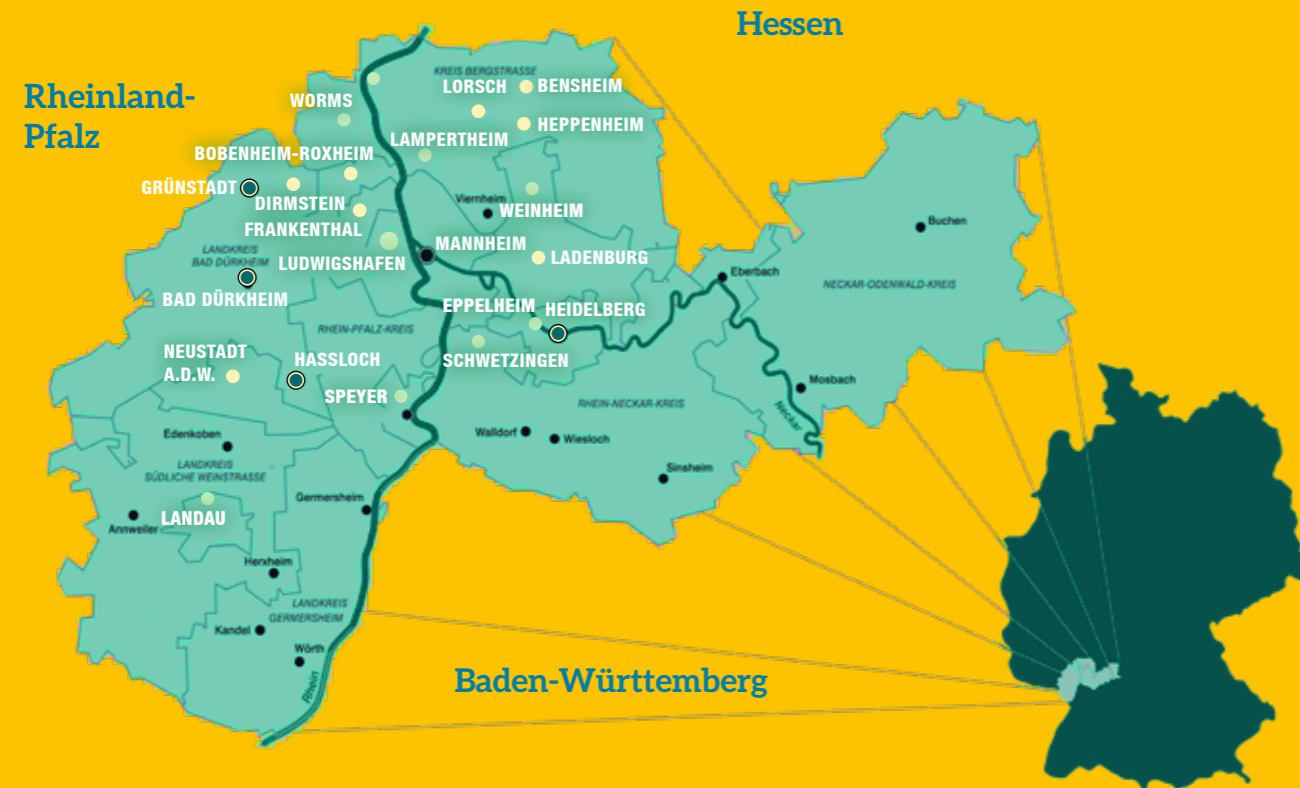 Hessen
Rheinland-
Pfalz
KREIS BERGSTRASSE
LORSCH
BENSHEIM
WORMS
HEPPENHEIM
LAMPERTHEIM
BOBENHEIM-ROXHEIM
GRÜNSTADT
DIRMSTEIN
Viernheim
WEINHEIM
FRANKENTHAL
Buchen
MANNHEIM
LANDKREIS
BAD DÜRKHEIM
LUDWIGSHAFEN
LADENBURG
Eberbach
NECKAR-ODENWALD-KREIS
BAD DÜRKHEIM
EPPELHEIM
HEIDELBERG
RHEIN-PFALZ-KREIS
NEUSTADT
A.D.W.
HASSLOCH
SCHWETZINGEN
Mosbach
SPEYER
RHEIN-NECKAR-KREIS
Neckar
Edenkoben
Walldorf
Wiesloch
LANDKREIS
SÜDLICHE WEINSTRASSE
Sinsheim
Germersheim
LANDAU
Annweiler
Herxheim
LANDKREIS
GERMERSHEIM
Kandel
Wörth
Rhein
Baden-Württemberg